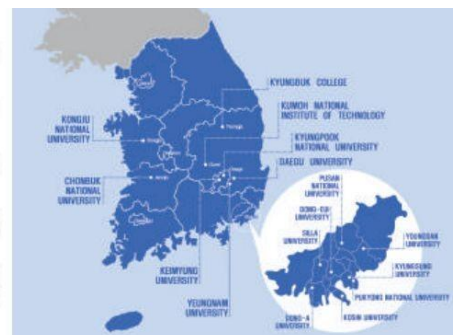 KYUNGBUK COLLEGE
KUMOH NATIONAL
INSTITUTE OF TECHNOLOGY
KONGJU
NATIONAL
UNIVERSITY
KYUNGPOOK
NATIONAL UNIVERSITY
DAEGU UNIVERSITY
CHONBUK
NATIONAL
UNIVERSITY
PUSAN
NATIONAL
UNIVERSITY
DONG-EUI
UNIVERSITY
SILLA
UNIVERSITY
YOUNGSAN
UNIVERSITY
KEIMYUNG
UNIVERSITY
KYUNGSUNG
UNIVERSITY
YEUNGNAM
UNIVERSITY
PUKYONG NATIONAL UNIVERSITY
KOSIN UNIVERSITY
DONG-A
UNIVERSITY